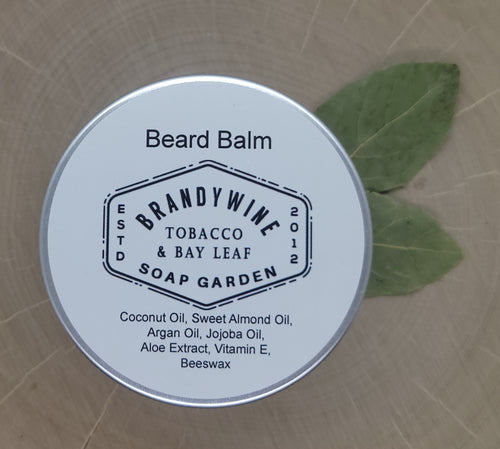 Beard Balm
BRANDYWINE
ESTD
TOBACCO
& BAY LEAF
2012
SOAP GARDEN
Coconut Oil, Sweet Almond Oil,
Argan Oil, Jojoba Oil,
Aloe Extract, Vitamin E,
Beeswax